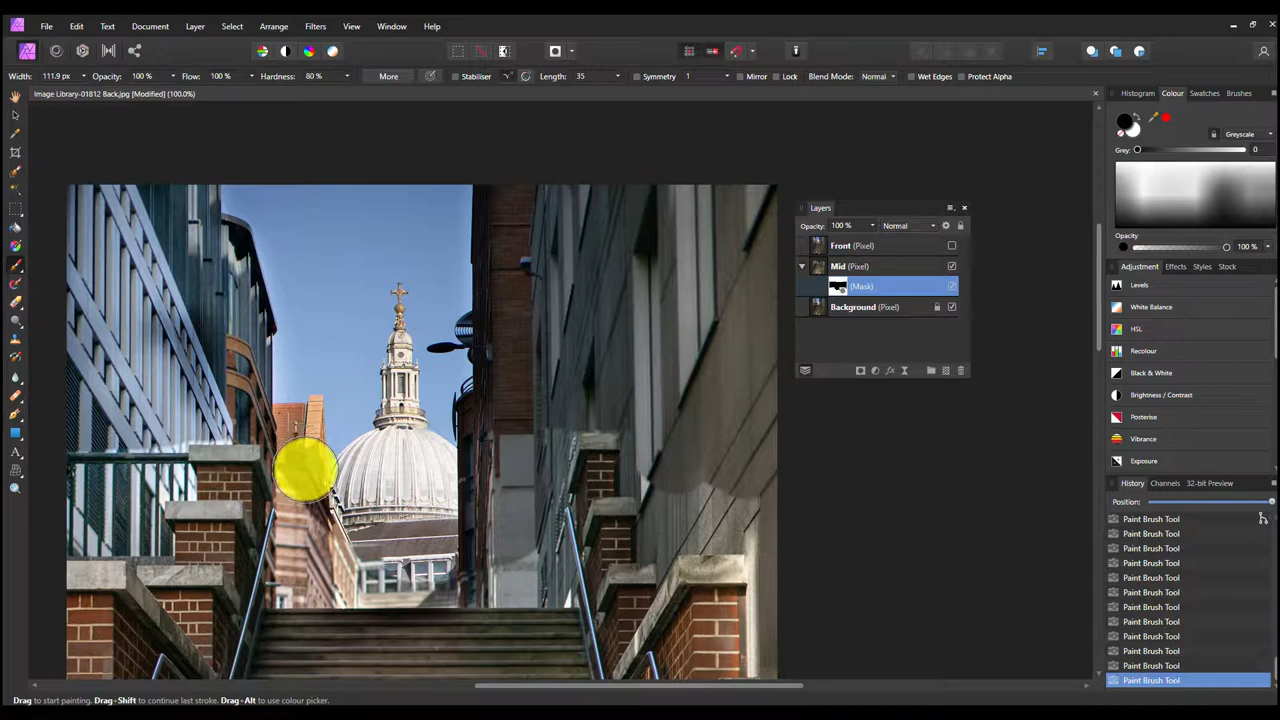 File Edit Text Document Layer Select Arrange Filters View Window Help
Width: 111.9 px Opacity: 100 % Flow: 100 % Hardness: 80 % More Stabiliser Length: 35 Symmetry 1 Mirror Lock Blend Mode: Normal Wet Edges Protect Alpha
Image Library-01812 Back.jpg [Modified] (100.0%)
Histogram Colour Swatches Brushes
Greyscale
Grey: 0
Opacity
100 %
Layers
Opacity: 100 % Normal
Front (Pixel)
Mid (Pixel)
(Mask)
Background (Pixel)
Adjustment Effects Styles Stock
Levels
White Balance
HSL
Recolour
Black & White
Brightness / Contrast
Posterise
Vibrance
Exposure
History Channels 32-bit Preview
Position:
Paint Brush Tool
Paint Brush Tool
Paint Brush Tool
Paint Brush Tool
Paint Brush Tool
Paint Brush Tool
Paint Brush Tool
Paint Brush Tool
Paint Brush Tool
Paint Brush Tool
Paint Brush Tool
Paint Brush Tool
Drag to start painting. Drag+Shift to continue last stroke. Drag+Alt to use colour picker.